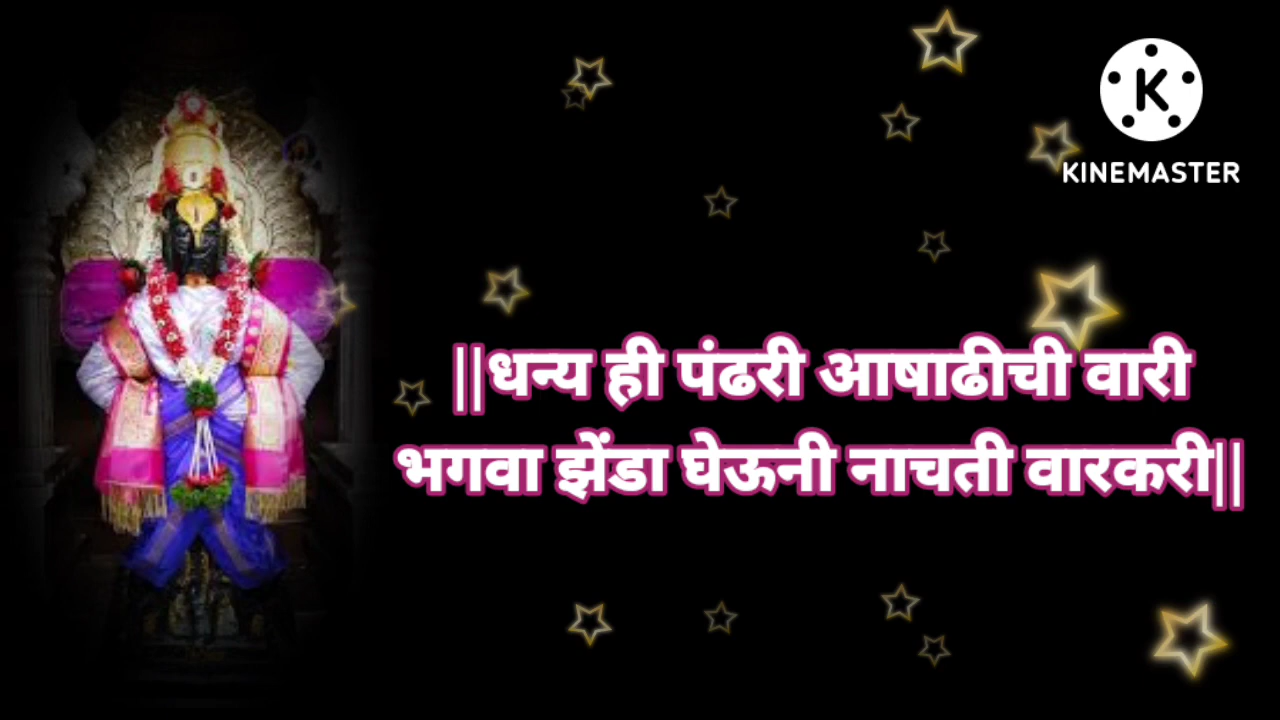 K
KINEMASTER
||धन्य ही पंढरी आषाढीची वारी
भगवा झेंडा घेऊनी नाचती वारकरी||